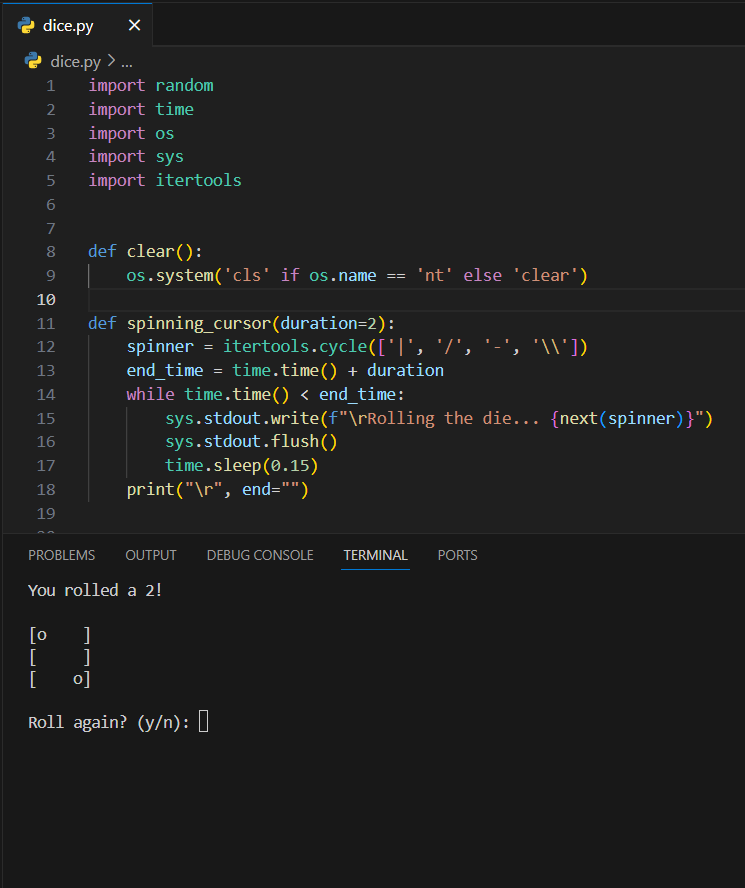 dice.py ×
dice.py > ...
1 import random
2 import time
3 import os
4 import sys
5 import itertools
6
7
8 def clear():
9     os.system('cls' if os.name == 'nt' else 'clear')
10
11 def spinning_cursor(duration=2):
12     spinner = itertools.cycle(['|', '/', '-', '\\'])
13     end_time = time.time() + duration
14     while time.time() < end_time:
15         sys.stdout.write(f"\rRolling the die... {next(spinner)}")
16         sys.stdout.flush()
17         time.sleep(0.15)
18     print("\r", end="")
19
PROBLEMS OUTPUT DEBUG CONSOLE TERMINAL PORTS
You rolled a 2!
[o    ]
[     ]
[    o]
Roll again? (y/n):